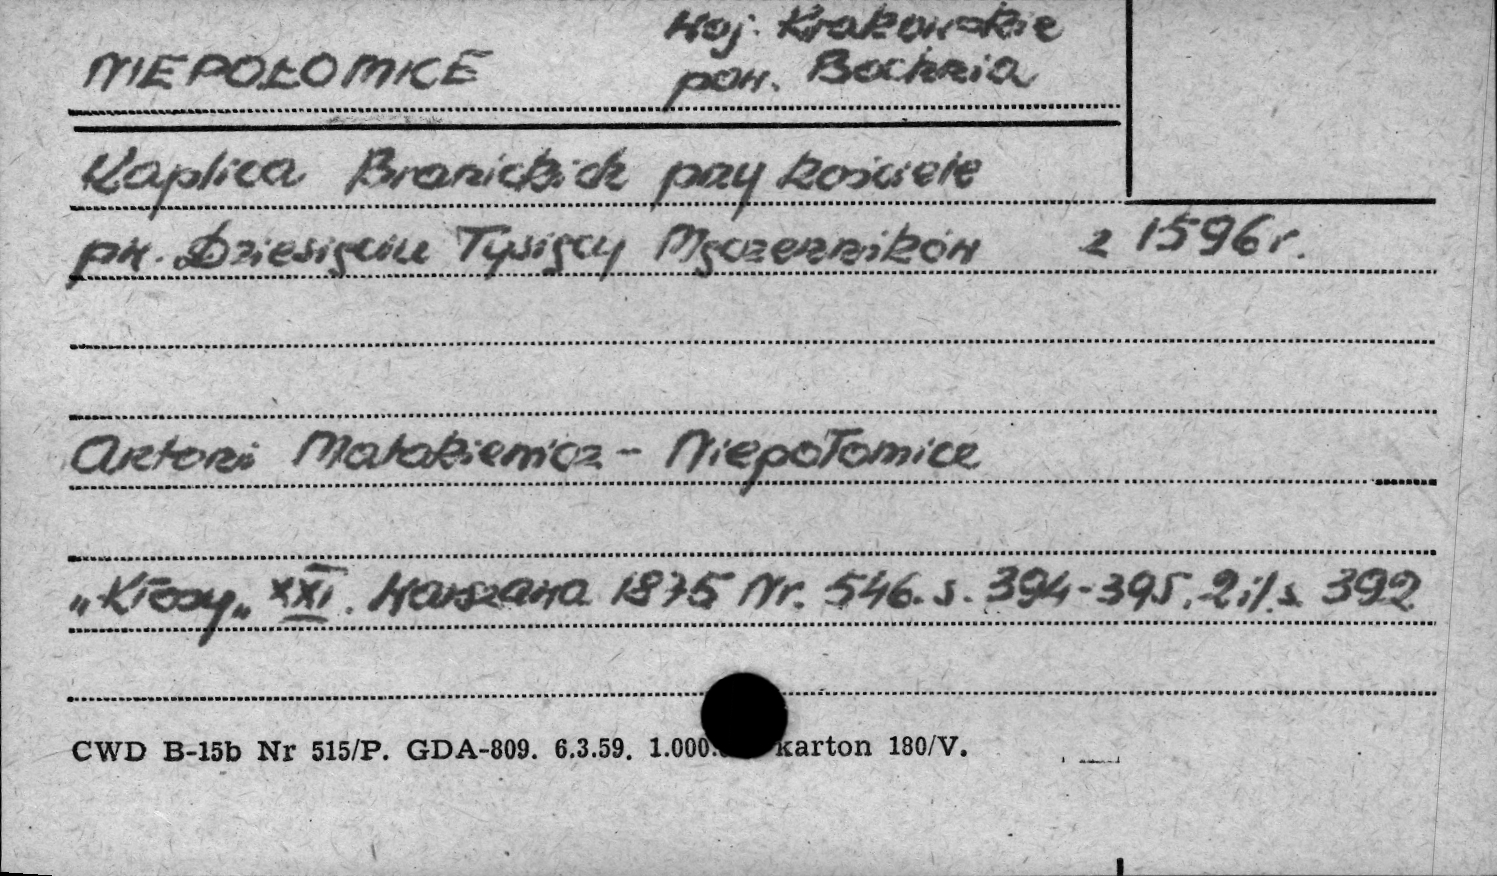 NIEPOŁOMICE
woj. Krakowskie
pow. Bochnia
Kaplica Branickich przy kościele
pw. Dziesięciu Tysięcy Męczenników z 1596 r.
Antoni Matakiewicz - Niepołomice
„Kłosy„ XXI. Warszawa 1875 Nr. 546. s. 394-395, 2 il. s. 392
CWD B-15b Nr 515/P. GDA-809. 6.3.59. 1.000. karton 180/V.